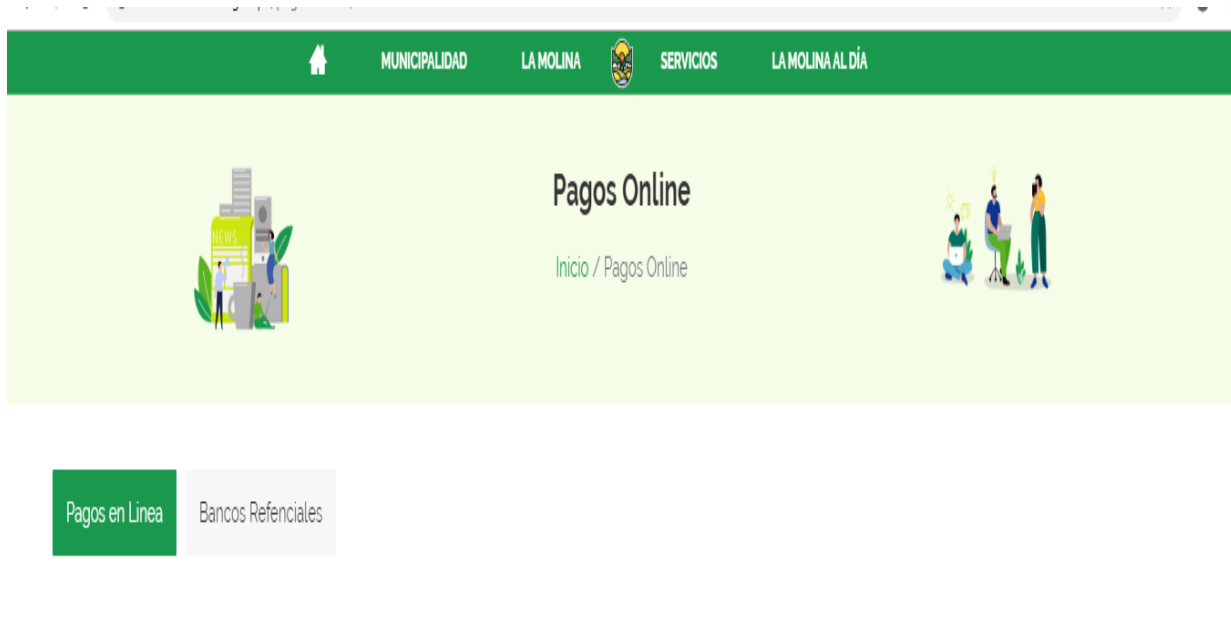 MUNICIPALIDAD LA MOLINA SERVICIOS LA MOLINA AL DÍA
Pagos Online
Inicio / Pagos Online
NEWS
Pagos en Linea Bancos Refenciales